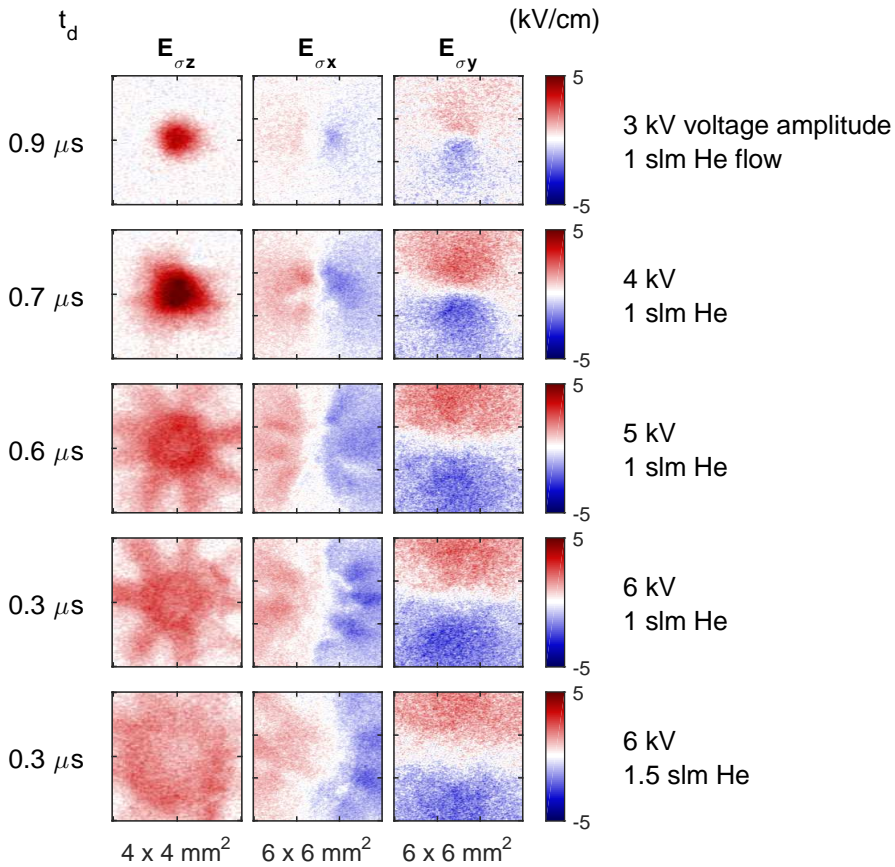 t_d (kV/cm)
E_σz E_σx E_σy
5
0.9 μs
3 kV voltage amplitude
1 slm He flow
-5
5
0.7 μs
4 kV
1 slm He
-5
5
0.6 μs
5 kV
1 slm He
-5
5
0.3 μs
6 kV
1 slm He
-5
5
0.3 μs
6 kV
1.5 slm He
-5
4 x 4 mm² 6 x 6 mm² 6 x 6 mm²